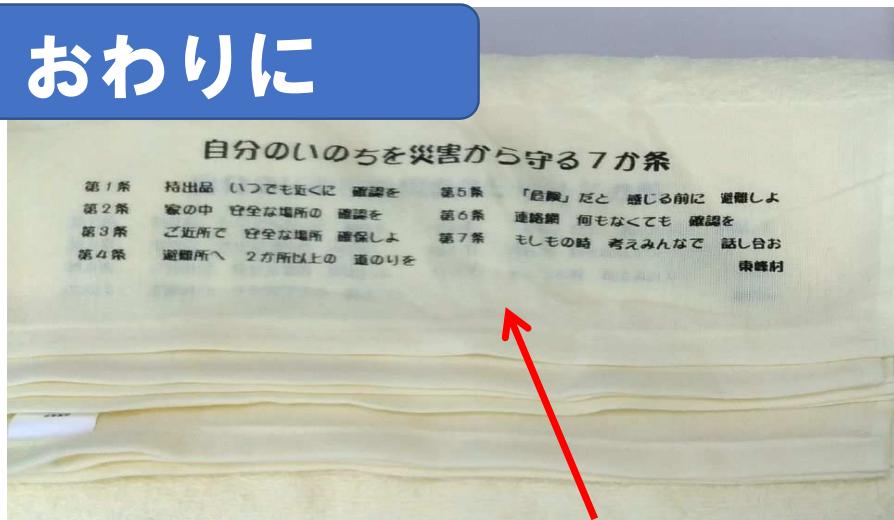 おわりに
自分のいのちを災害から守る7か条
第1条 持出品 いつでも近くに 確認を
第2条 家の中 安全な場所の 確認を
第3条 ご近所で 安全な場所 確保しよ
第4条 避難所へ 2か所以上の 道のりを
第5条 「危険」だと 感じる前に 避難しよ
第6条 連絡網 何もなくても 確認を
第7条 もしもの時 考えみんなで 話し合お
東峰村